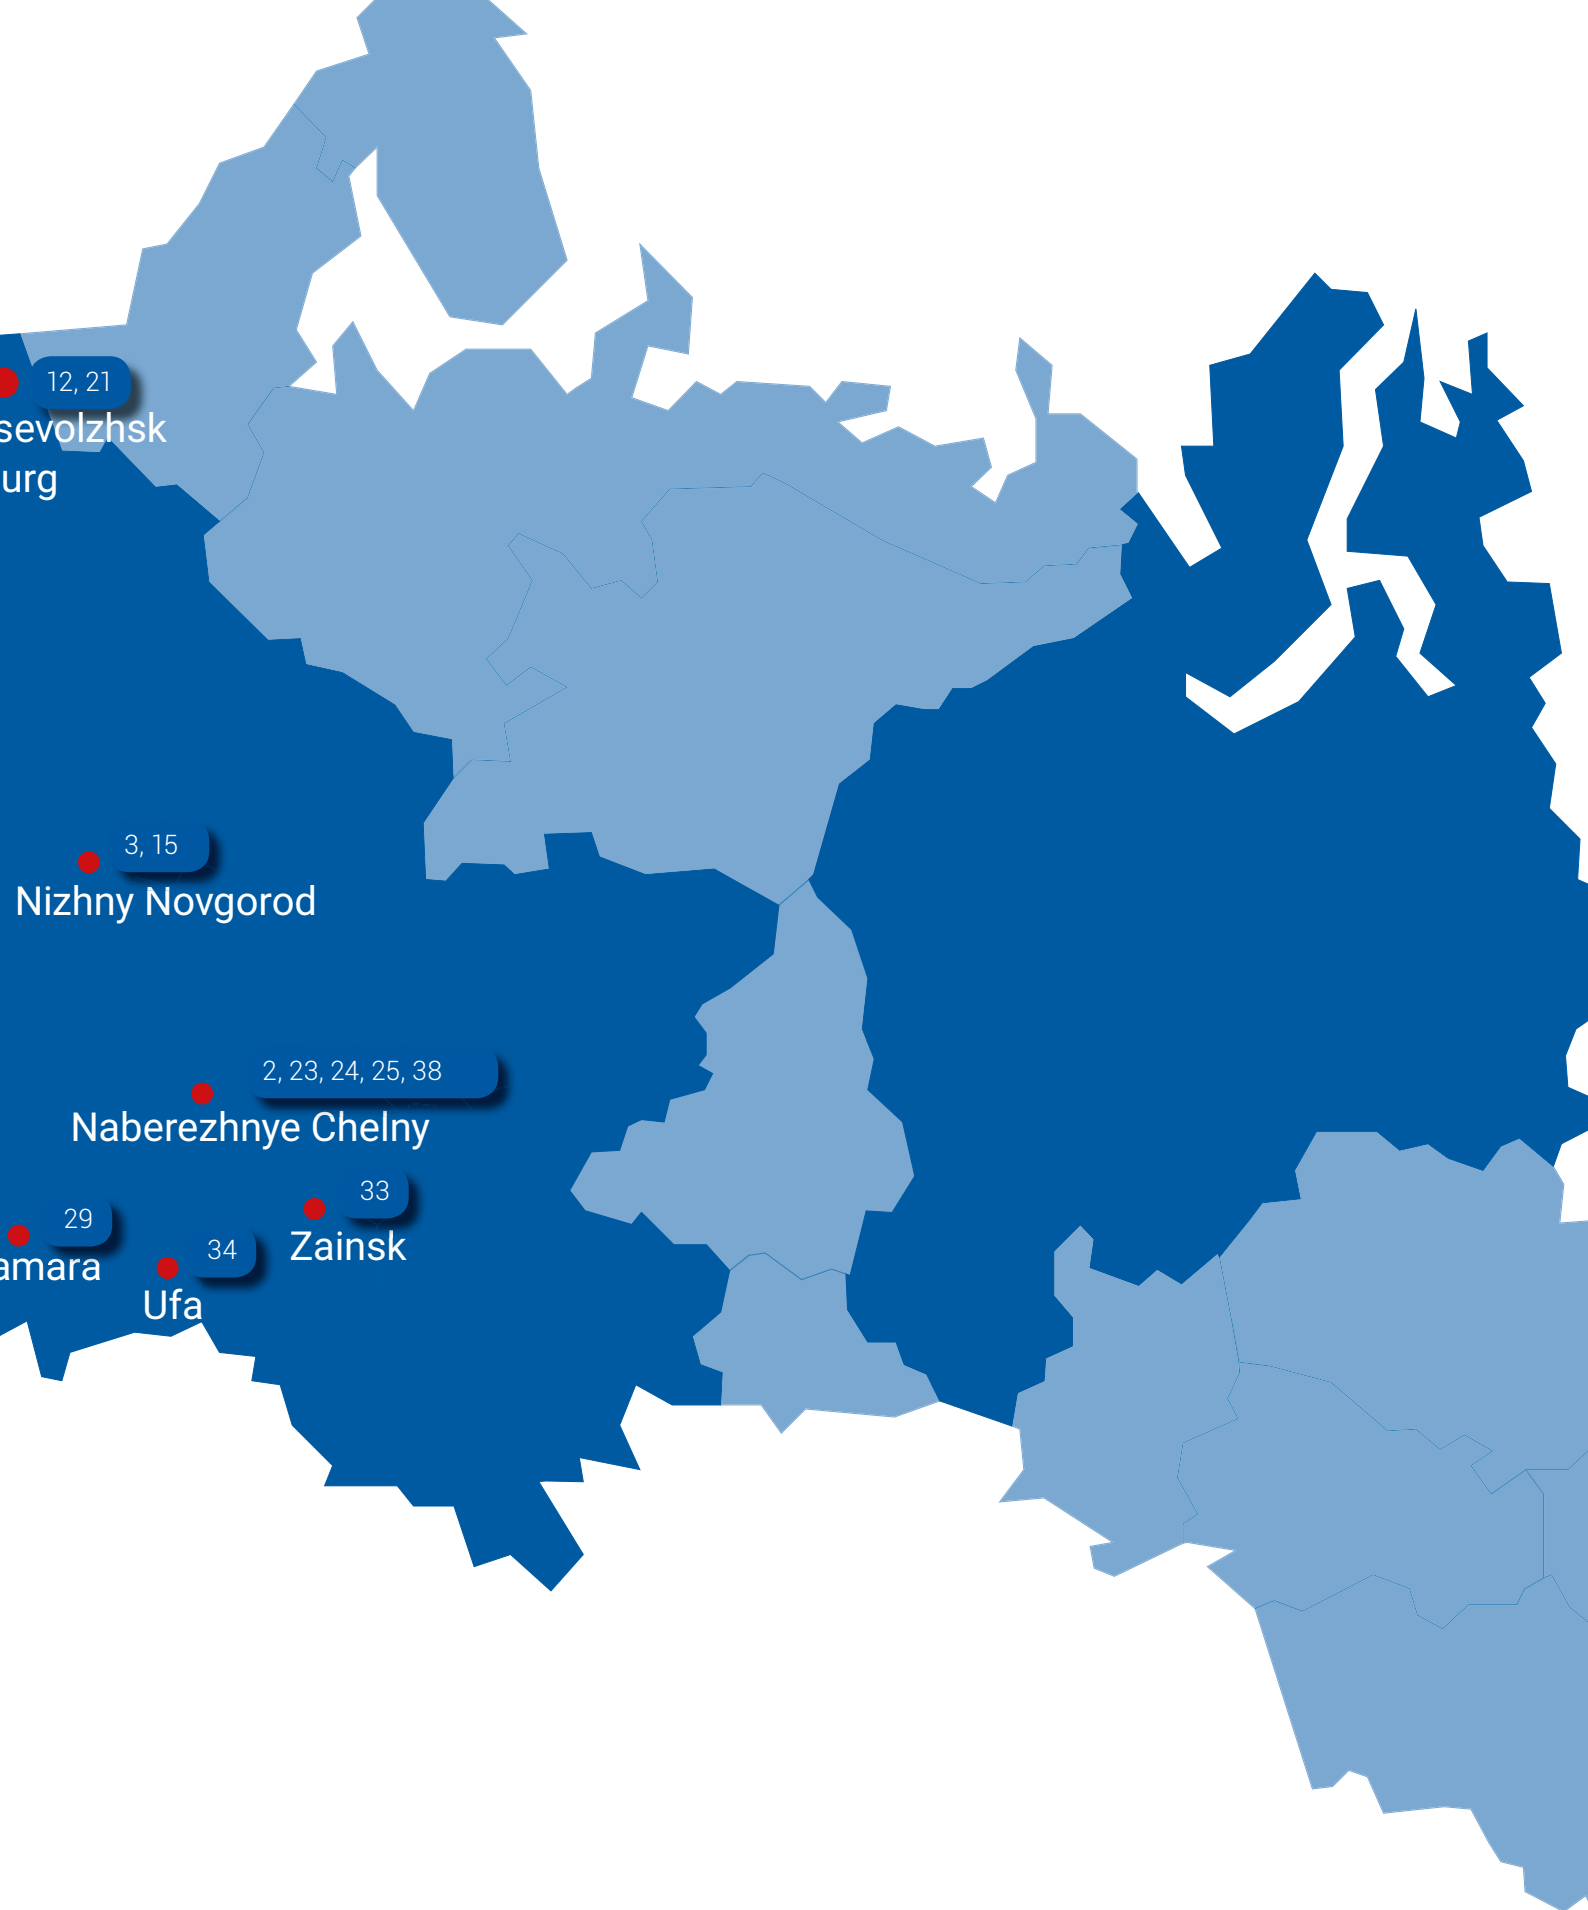 12, 21
sevolzhsk
urg
3, 15
Nizhny Novgorod
2, 23, 24, 25, 38
Naberezhnye Chelny
33
Zainsk
29
amara
34
Ufa